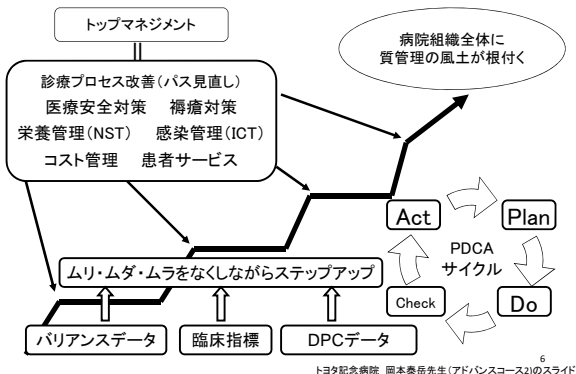 トップマネジメント
病院組織全体に
質管理の風土が根付く
診療プロセス改善(パス見直し)
医療安全対策 褥瘡対策
栄養管理(NST) 感染管理(ICT)
コスト管理 患者サービス
Act
Plan
PDCA
サイクル
Check
Do
ムリ・ムダ・ムラをなくしながらステップアップ
バリアンスデータ
臨床指標
DPCデータ
6
トヨタ記念病院 岡本泰岳先生(アドバンスコース2)のスライド